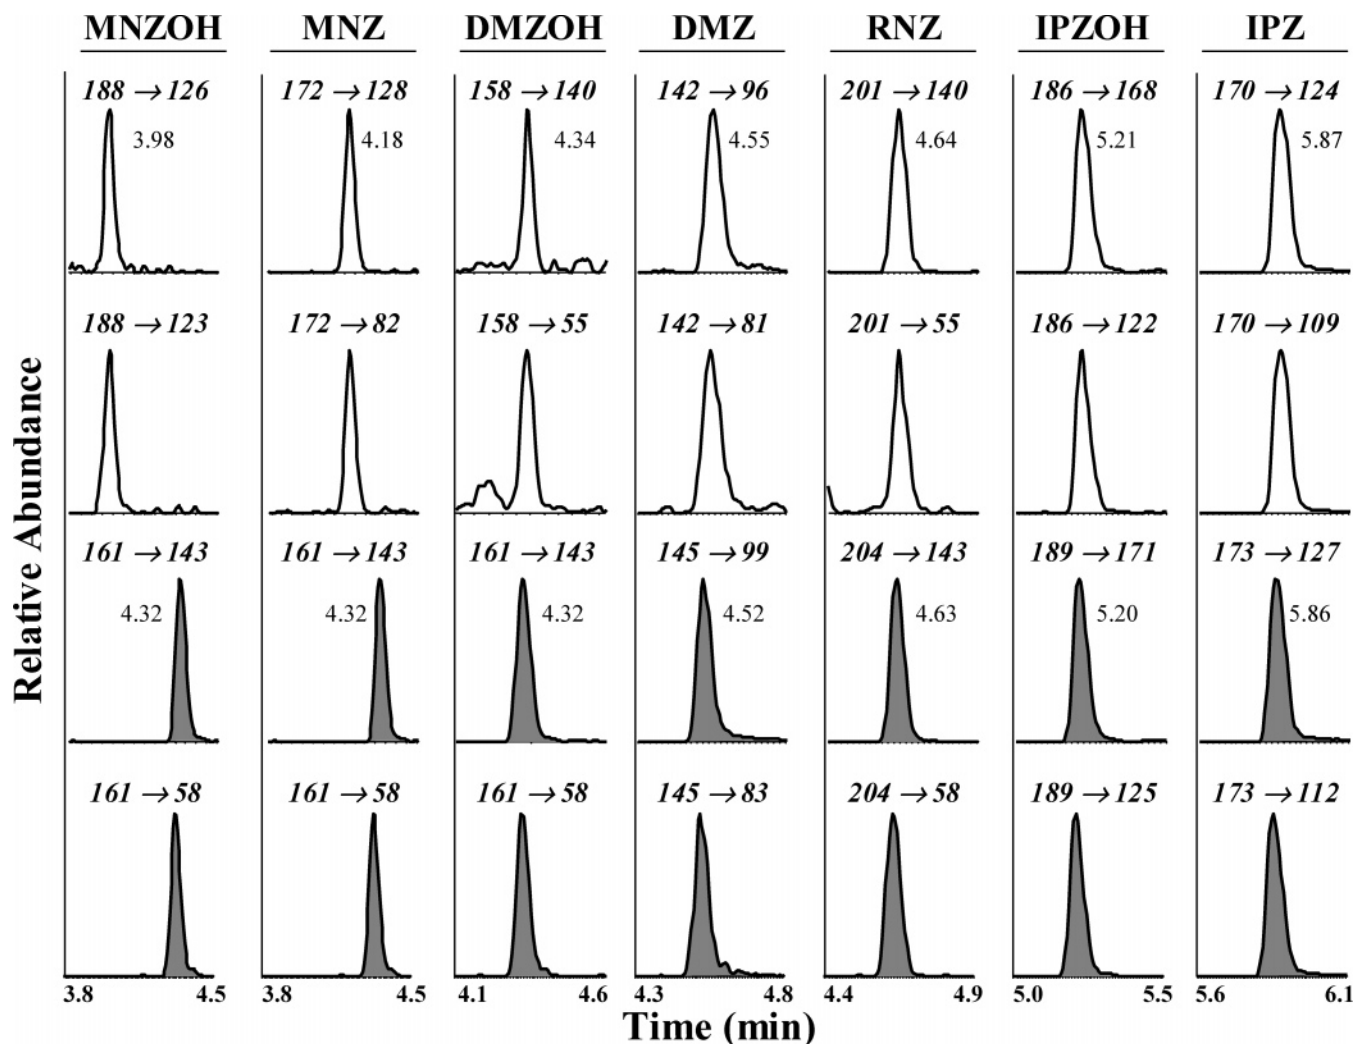 MNZOH MNZ DMZOH DMZ RNZ IPZOH IPZ
188 → 126 172 → 128 158 → 140 142 → 96 201 → 140 186 → 168 170 → 124
3.98 4.18 4.34 4.55 4.64 5.21 5.87
188 → 123 172 → 82 158 → 55 142 → 81 201 → 55 186 → 122 170 → 109
161 → 143 161 → 143 161 → 143 145 → 99 204 → 143 189 → 171 173 → 127
4.32 4.32 4.32 4.52 4.63 5.20 5.86
161 → 58 161 → 58 161 → 58 145 → 83 204 → 58 189 → 125 173 → 112
3.8 4.5 3.8 4.5 4.1 4.6 4.3 4.8 4.4 4.9 5.0 5.5 5.6 6.1
Relative Abundance
Time (min)